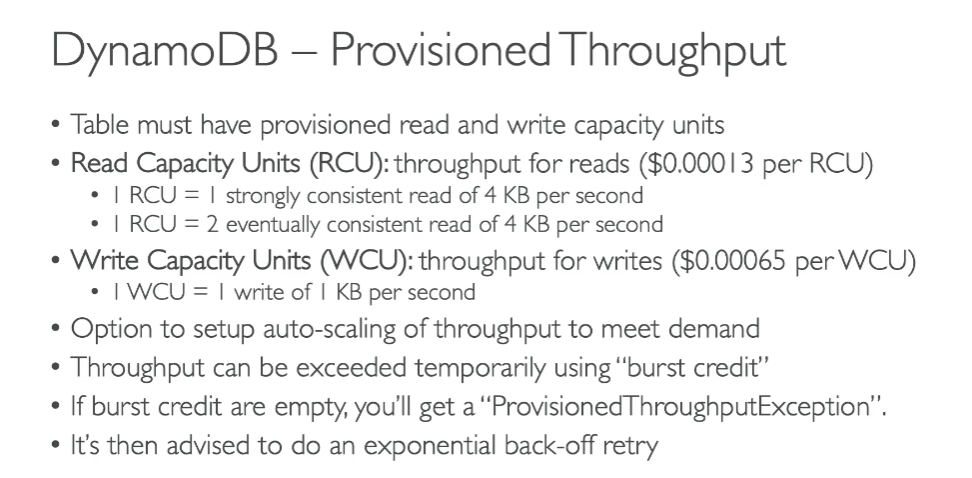 DynamoDB – Provisioned Throughput
• Table must have provisioned read and write capacity units
• Read Capacity Units (RCU): throughput for reads ($0.00013 per RCU)
• 1 RCU = 1 strongly consistent read of 4 KB per second
• 1 RCU = 2 eventually consistent read of 4 KB per second
• Write Capacity Units (WCU): throughput for writes ($0.00065 per WCU)
• 1 WCU = 1 write of 1 KB per second
• Option to setup auto-scaling of throughput to meet demand
• Throughput can be exceeded temporarily using “burst credit”
• If burst credit are empty, you’ll get a “ProvisionedThroughputException”.
• It’s then advised to do an exponential back-off retry